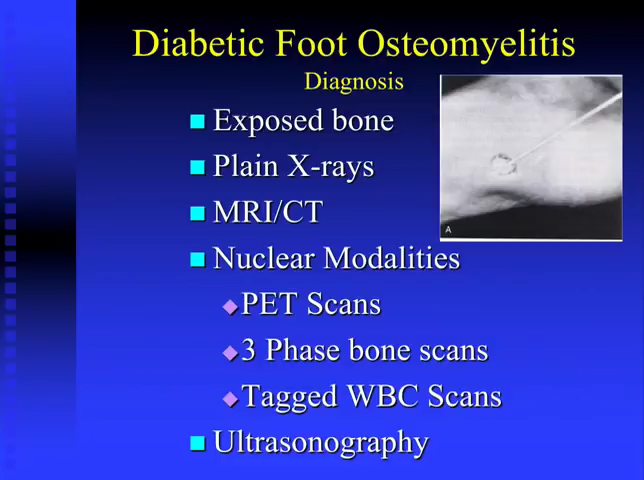 Diabetic Foot Osteomyelitis
Diagnosis
Exposed bone
Plain X-rays
MRI/CT
Nuclear Modalities
PET Scans
3 Phase bone scans
Tagged WBC Scans
Ultrasonography
A